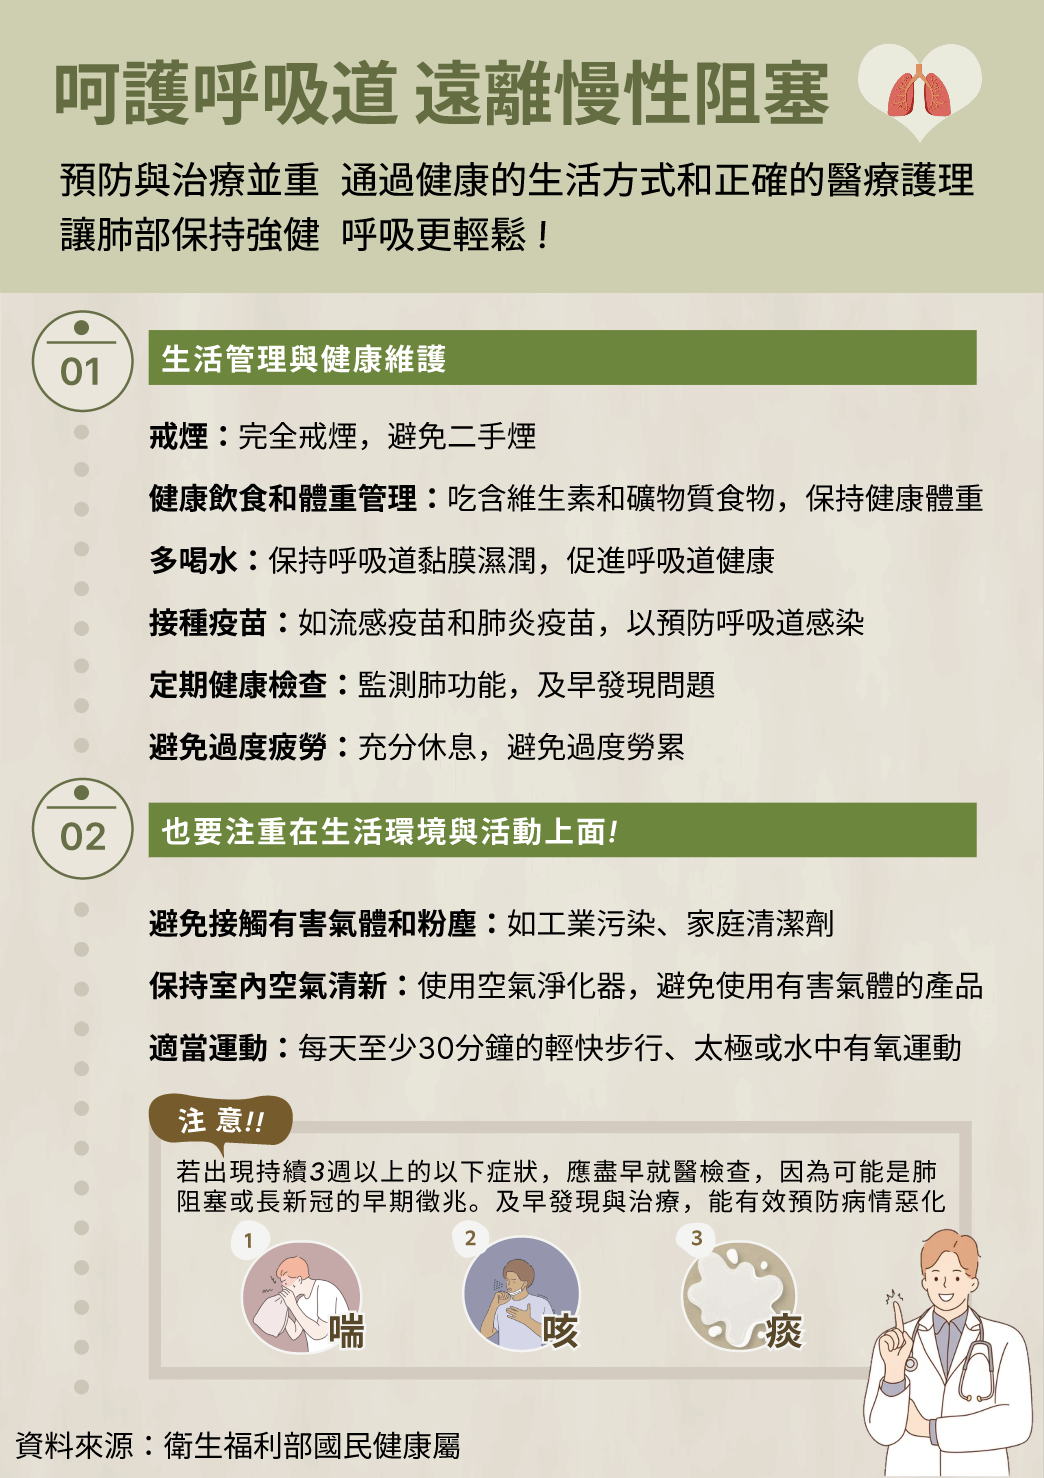 呵護呼吸道 遠離慢性阻塞
預防與治療並重 通過健康的生活方式和正確的醫療護理
讓肺部保持強健 呼吸更輕鬆！
01
生活管理與健康維護
戒煙：完全戒煙，避免二手煙
健康飲食和體重管理：吃含維生素和礦物質食物，保持健康體重
多喝水：保持呼吸道黏膜濕潤，促進呼吸道健康
接種疫苗：如流感疫苗和肺炎疫苗，以預防呼吸道感染
定期健康檢查：監測肺功能，及早發現問題
避免過度疲勞：充分休息，避免過度勞累
02
也要注重在生活環境與活動上面!
避免接觸有害氣體和粉塵：如工業污染、家庭清潔劑
保持室內空氣清新：使用空氣淨化器，避免使用有害氣體的產品
適當運動：每天至少30分鐘的輕快步行、太極或水中有氧運動
注 意!!
若出現持續3週以上的以下症狀，應盡早就醫檢查，因為可能是肺
阻塞或長新冠的早期徵兆。及早發現與治療，能有效預防病情惡化
1
喘
2
咳
3
痰
資料來源：衛生福利部國民健康屬